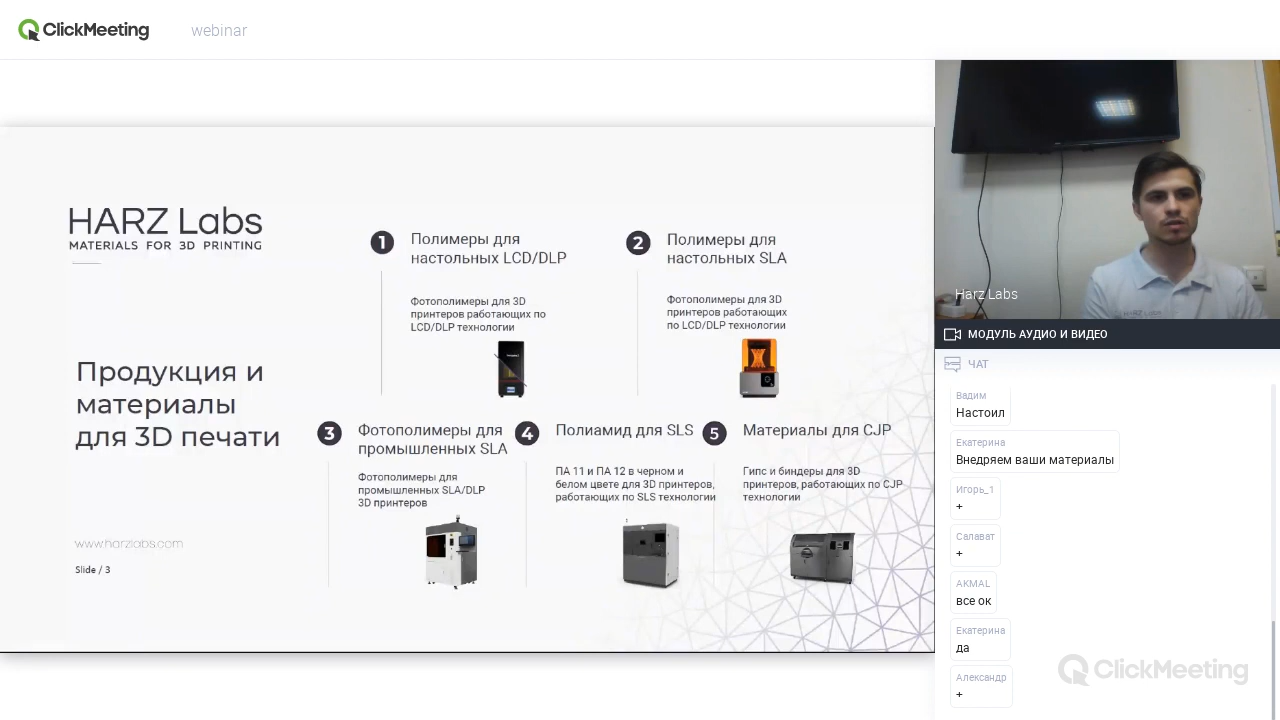 ClickMeeting
webinar
HARZ Labs
MATERIALS FOR 3D PRINTING
Продукция и
материалы
для 3D печати
www.harzlabs.com
Slide / 3
1
Полимеры для
настольных LCD/DLP
Фотополимеры для 3D
принтеров работающих по
LCD/DLP технологии
2
Полимеры для
настольных SLA
Фотополимеры для 3D
принтеров работающих
по LCD/DLP технологии
3
Фотополимеры для
промышленных SLA
Фотополимеры для
промышленных SLA/DLP
3D принтеров
4
Полиамид для SLS
ПА 11 и ПА 12 в черном и
белом цвете для 3D принтеров,
работающих по SLS технологии
5
Материалы для CJP
Гипс и биндеры для 3D
принтеров, работающих по CJP
технологии
HARZ LABS
Harz Labs
МОДУЛЬ АУДИО И ВИДЕО
ЧАТ
Вадим
Настоил
Екатерина
Внедряем ваши материалы
Игорь_1
+
Салават
+
AKMAL
все ок
Екатерина
да
Александр
+
ClickMeeting